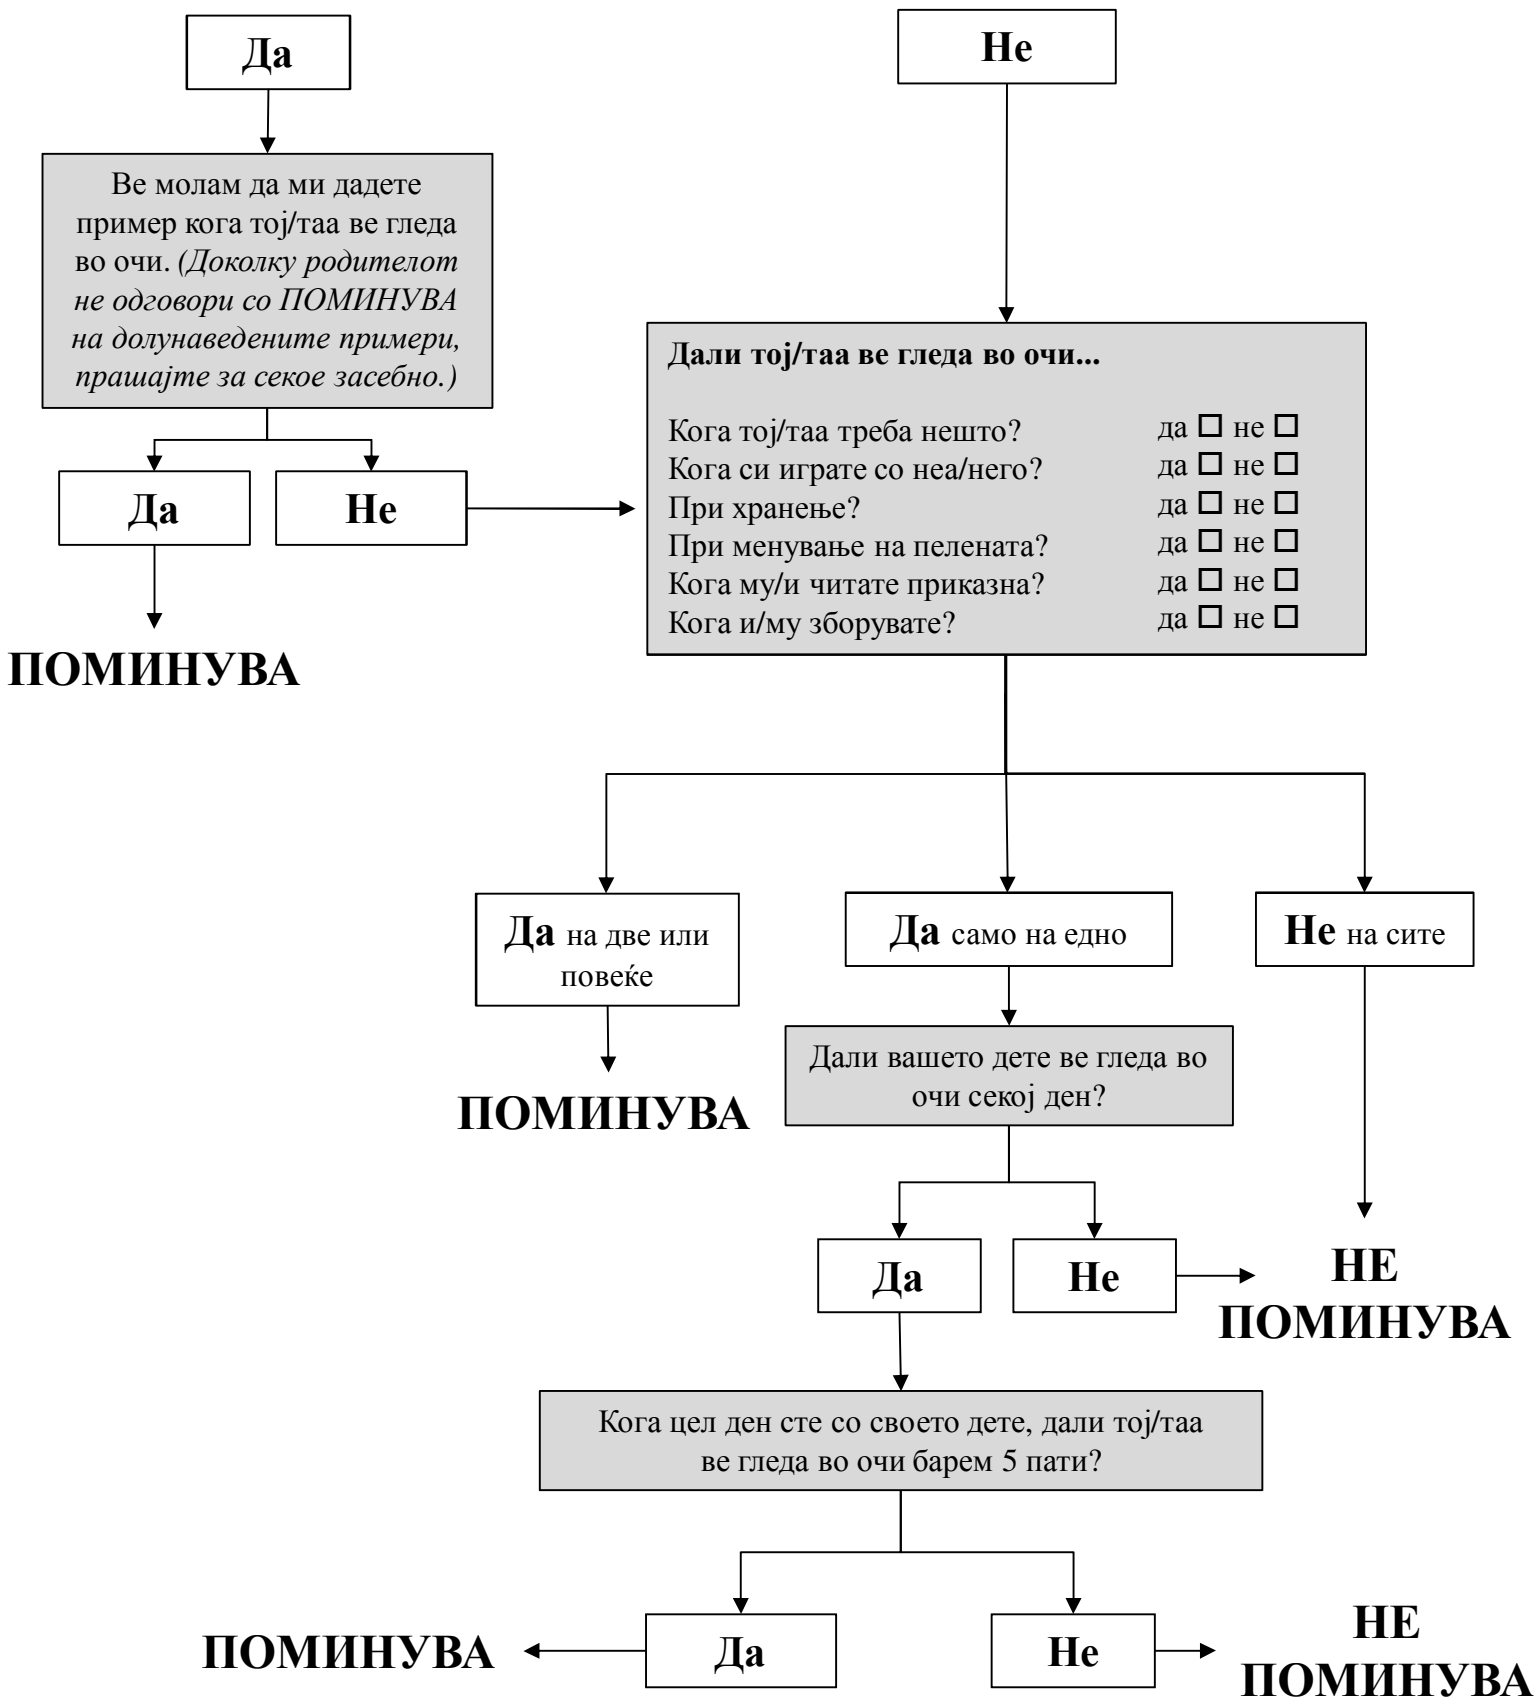 Да
Не
Ве молам да ми дадете
пример кога тој/таа ве гледа
во очи. (Доколку родителот
не одговори со ПОМИНУВА
на долунаведените примери,
прашајте за секое засебно.)
Да
Не
ПОМИНУВА
Дали тој/таа ве гледа во очи...
Кога тој/таа треба нешто? да ☐ не ☐
Кога си играте со неа/него? да ☐ не ☐
При хранење? да ☐ не ☐
При менување на пелената? да ☐ не ☐
Кога му/и читате приказна? да ☐ не ☐
Кога и/му зборувате? да ☐ не ☐
Да на две или
повеќе
Да само на едно
Не на сите
ПОМИНУВА
Дали вашето дете ве гледа во
очи секој ден?
Да
Не
НЕ
ПОМИНУВА
Кога цел ден сте со своето дете, дали тој/таа
ве гледа во очи барем 5 пати?
ПОМИНУВА
Да
Не
НЕ
ПОМИНУВА